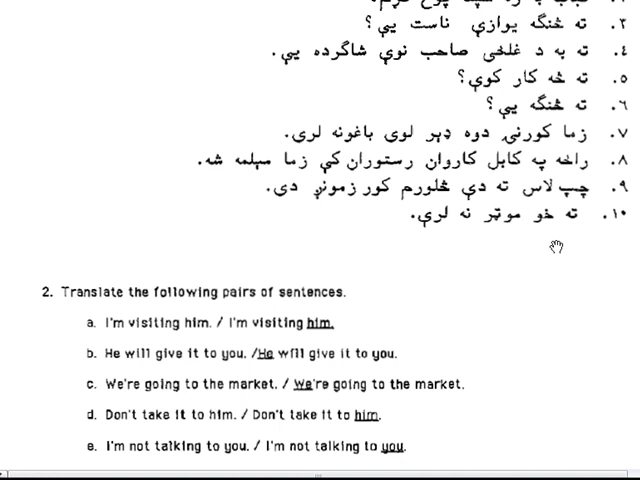 ٣. ته څنګه یوازې ناست یې؟
٤. ته به د غلځی صاحب نوی شاګرده یې.
٥. ته څه کار کوې؟
٦. ته څنګه یې؟
٧. زما کورنۍ دوه ډېر لوی باغونه لری.
٨. راځه په کابل کاروان رستوران کې زما مېلمه شه.
٩. چپ لاس ته دې څلورم کور زمونږ دی.
١٠. ته خو موټر نه لرې.
2. Translate the following pairs of sentences.
a. I'm visiting him. / I'm visiting him.
b. He will give it to you. /He will give it to you.
c. We're going to the market. / We're going to the market.
d. Don't take it to him. / Don't take it to him.
e. I'm not talking to you. / I'm not talking to you.